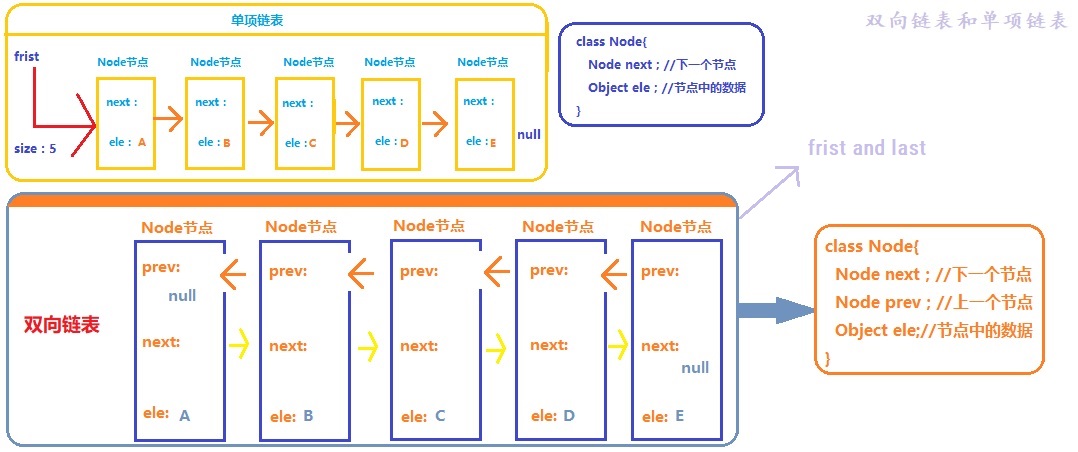 双向链表和单项链表
单项链表
frist
Node节点 Node节点 Node节点 Node节点 Node节点
next : next : next : next : next :
ele : A ele : B ele : C ele : D ele : E
null
size : 5
class Node{
Node next ; //下一个节点
Object ele ; //节点中的数据
}
frist and last
双向链表
Node节点 Node节点 Node节点 Node节点 Node节点
prev: prev: prev: prev: prev:
null
next: next: next: next: next:
null
ele: A ele: B ele: C ele: D ele: E
class Node{
Node next ; //下一个节点
Node prev ; //上一个节点
Object ele;//节点中的数据
}